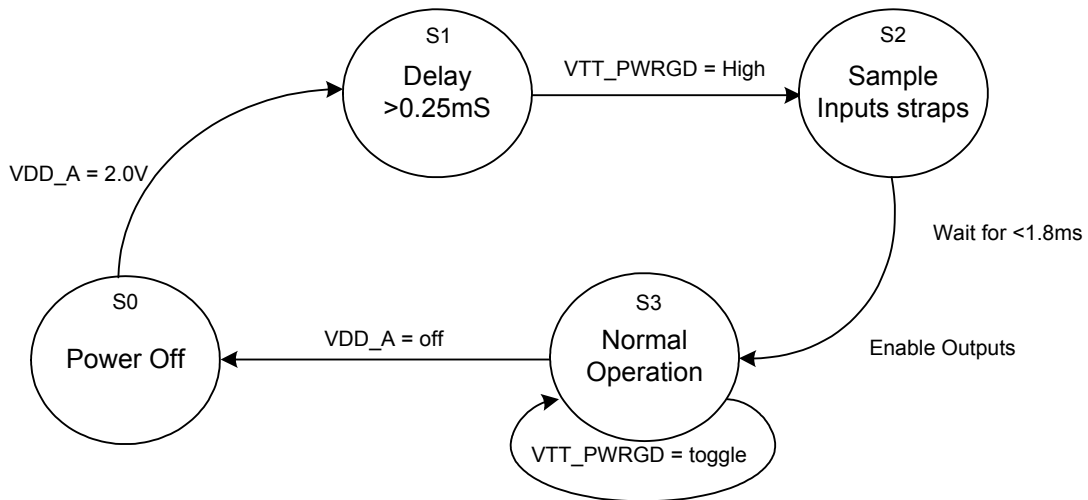 S1
Delay
>0.25mS
VTT_PWRGD = High
S2
Sample
Inputs straps
VDD_A = 2.0V
Wait for <1.8ms
S0
Power Off
VDD_A = off
S3
Normal
Operation
Enable Outputs
VTT_PWRGD = toggle